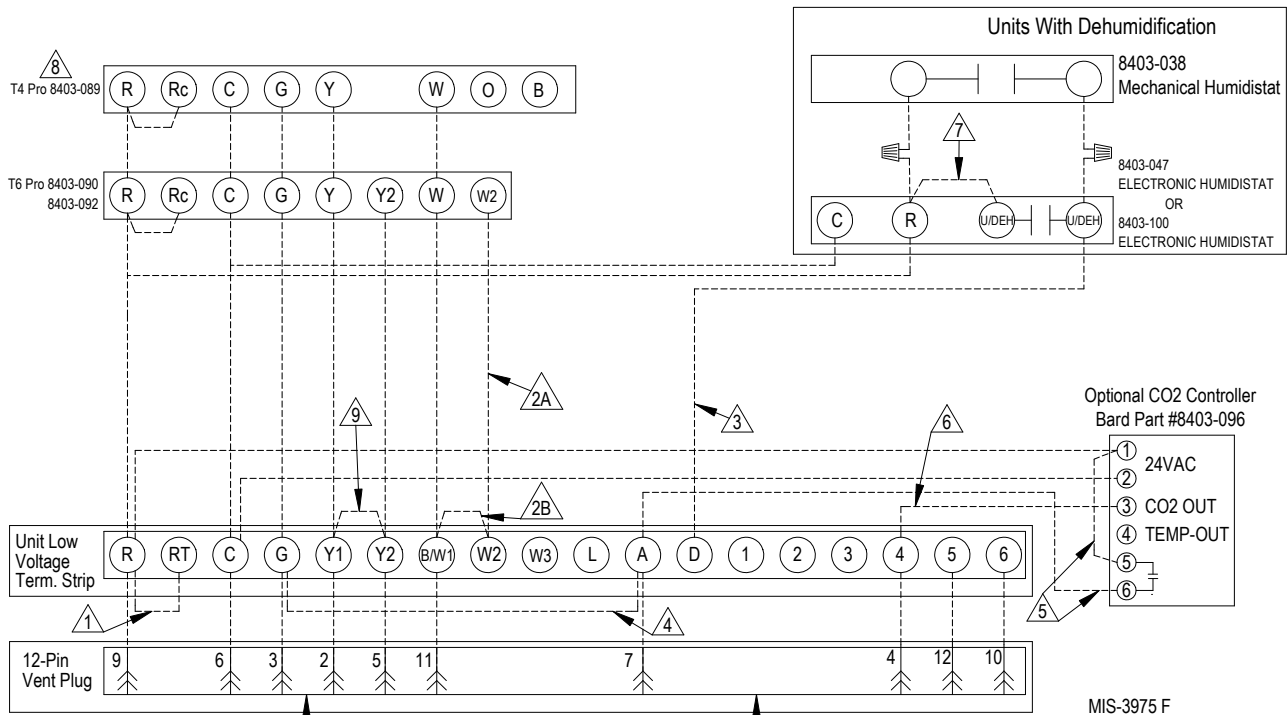 Units With Dehumidification
8403-038
Mechanical Humidistat
8
T4 Pro 8403-089
R Rc C G Y W O B
7
8403-047
ELECTRONIC HUMIDISTAT
OR
8403-100
ELECTRONIC HUMIDISTAT
T6 Pro 8403-090
8403-092
R Rc C G Y Y2 W W2
C R U/DEH U/DEH
2A
3
9
6
2B
Optional CO2 Controller
Bard Part #8403-096
1
24VAC
2
3 CO2 OUT
4 TEMP-OUT
5
6
5
Unit Low
Voltage
Term. Strip
R RT C G Y1 Y2 B/W1 W2 W3 L A D 1 2 3 4 5 6
1
4
12-Pin
Vent Plug
9 6 3 2 5 11 7 4 12 10
MIS-3975 F